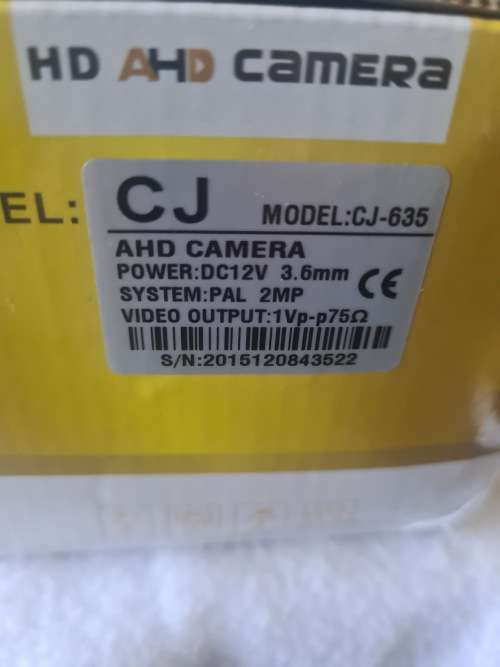 HD AHD CAMERA
EL:
CJ MODEL:CJ-635
AHD CAMERA
POWER:DC12V 3.6mm
SYSTEM:PAL 2MP CE
VIDEO OUTPUT:1Vp-p75Ω
S/N:2015120843522